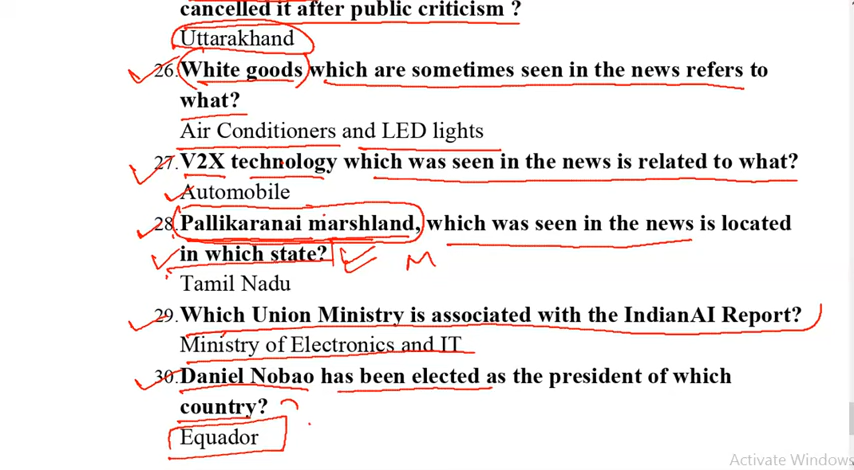 cancelled it after public criticism ?
Uttarakhand
26. White goods which are sometimes seen in the news refers to
what?
Air Conditioners and LED lights
27. V2X technology which was seen in the news is related to what?
Automobile
28. Pallikaranai marshland, which was seen in the news is located
in which state? M
Tamil Nadu
29. Which Union Ministry is associated with the IndianAI Report?
Ministry of Electronics and IT
30. Daniel Nobao has been elected as the president of which
country?
Equador
Activate Windows